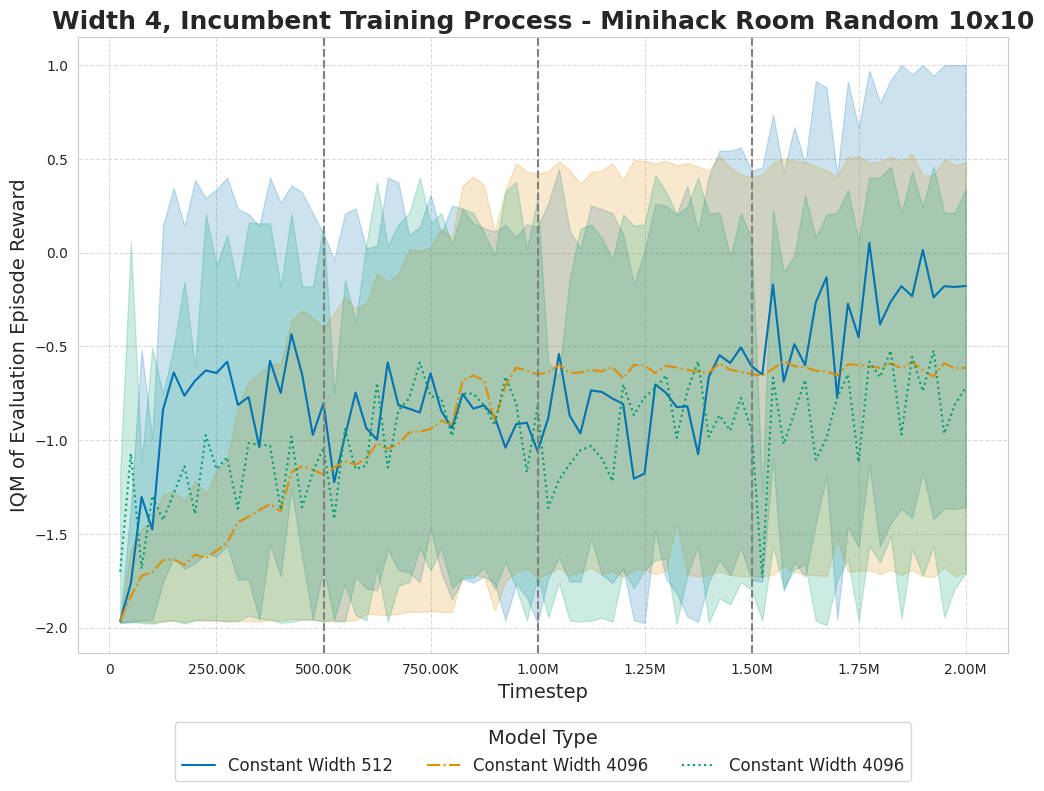 Width 4, Incumbent Training Process - Minihack Room Random 10x10
IQM of Evaluation Episode Reward
1.0
0.5
0.0
−0.5
−1.0
−1.5
−2.0
0 250.00K 500.00K 750.00K 1.00M 1.25M 1.50M 1.75M 2.00M
Timestep
Model Type
Constant Width 512 Constant Width 4096 Constant Width 4096